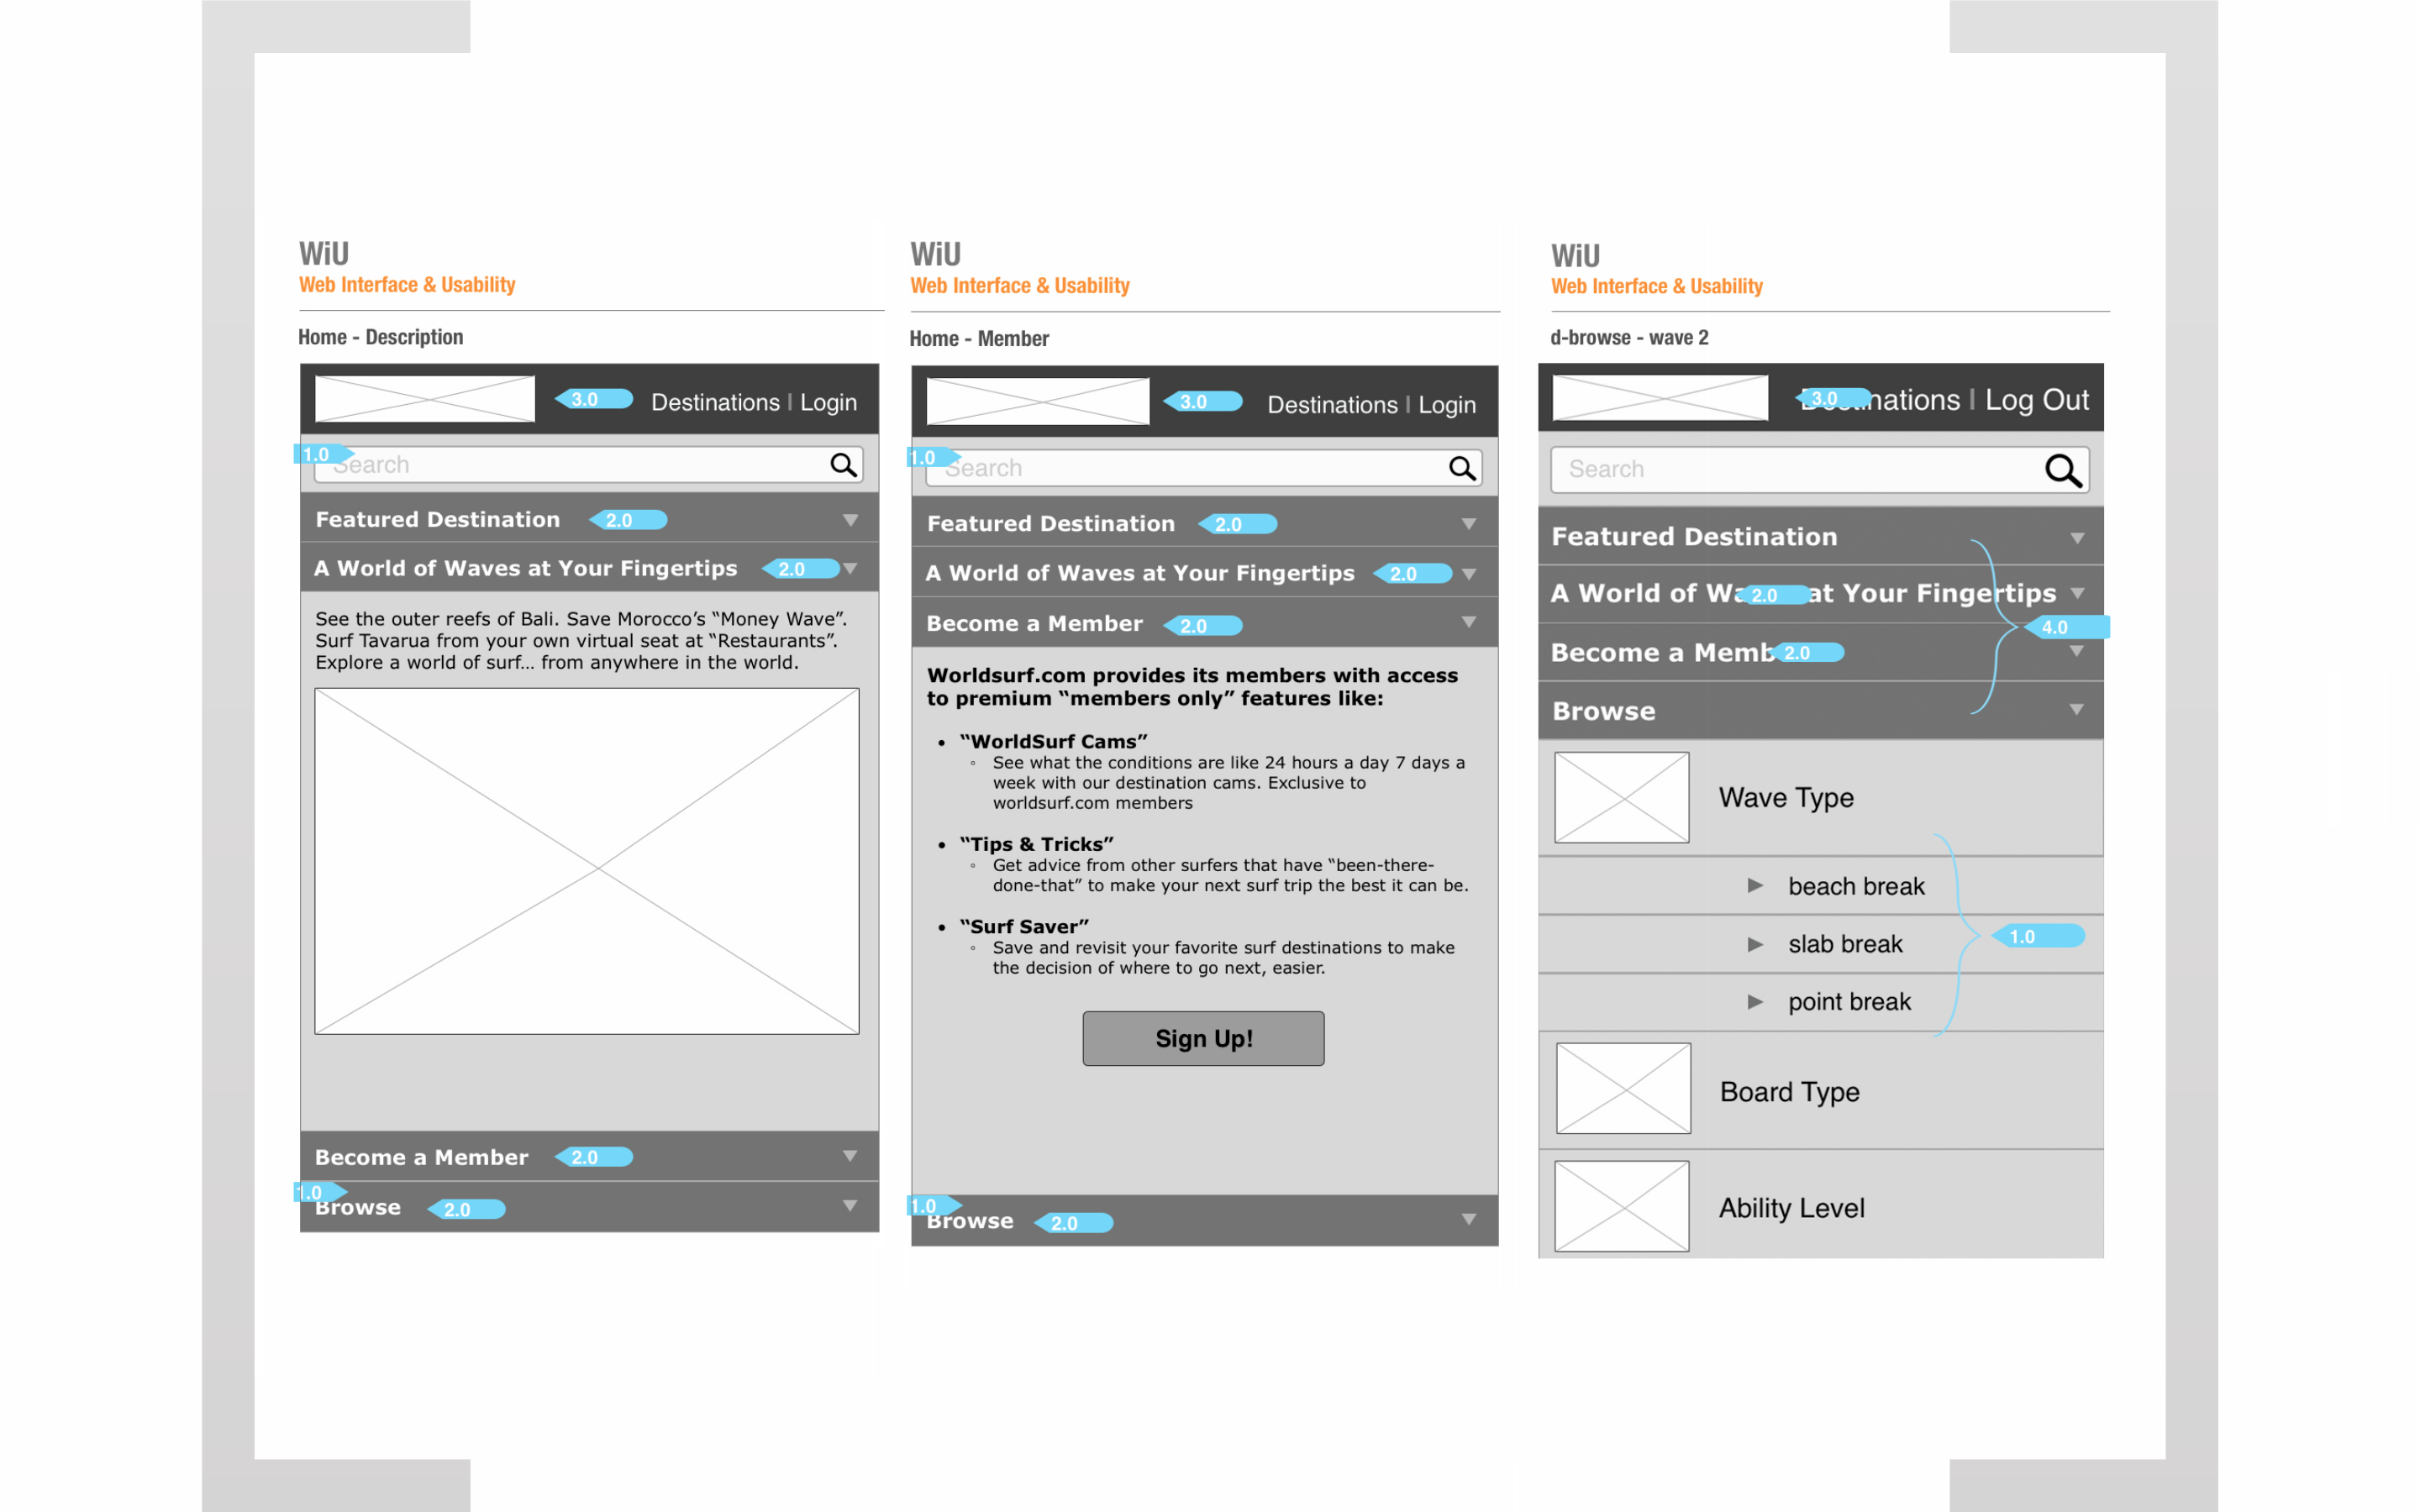 WiU
Web Interface & Usability
Home - Description
3.0
Destinations | Login
1.0
Search
Featured Destination
2.0
A World of Waves at Your Fingertips
2.0
See the outer reefs of Bali. Save Morocco’s “Money Wave”.
Surf Tavarua from your own virtual seat at “Restaurants”.
Explore a world of surf... from anywhere in the world.
Become a Member
2.0
1.0
Browse
2.0
WiU
Web Interface & Usability
Home - Member
3.0
Destinations | Login
1.0
Search
Featured Destination
2.0
A World of Waves at Your Fingertips
2.0
Become a Member
2.0
Worldsurf.com provides its members with access
to premium “members only” features like:
• “WorldSurf Cams”
◦ See what the conditions are like 24 hours a day 7 days a
week with our destination cams. Exclusive to
worldsurf.com members
• “Tips & Tricks”
◦ Get advice from other surfers that have “been-there-
done-that” to make your next surf trip the best it can be.
• “Surf Saver”
◦ Save and revisit your favorite surf destinations to make
the decision of where to go next, easier.
Sign Up!
1.0
Browse
2.0
WiU
Web Interface & Usability
d-browse - wave 2
3.0
Destinations | Log Out
Search
Featured Destination
A World of Waves at Your Fingertips
2.0
4.0
Become a Member
2.0
Browse
Wave Type
beach break
slab break
1.0
point break
Board Type
Ability Level